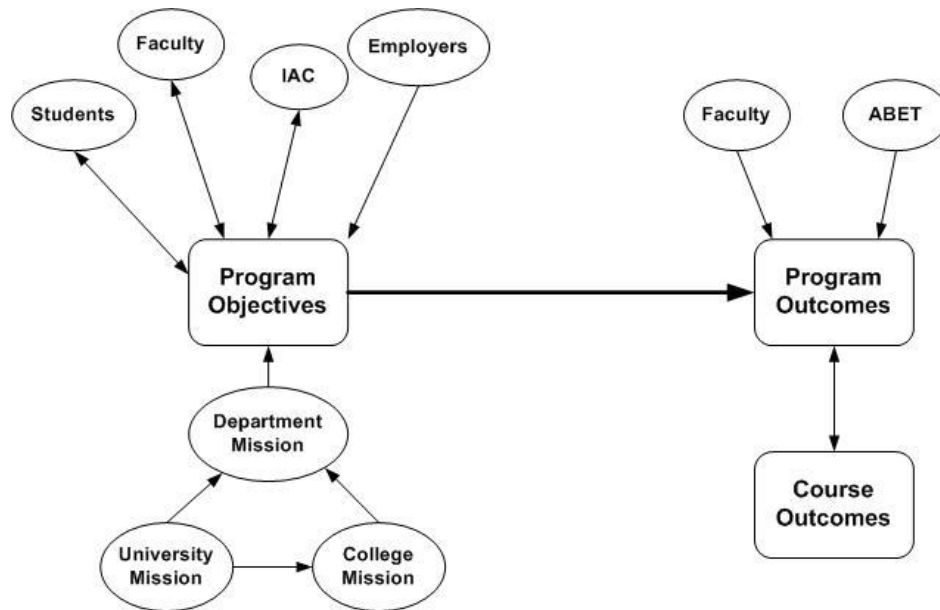 Faculty
Employers
IAC
Students
Faculty
ABET
Program
Objectives
Program
Outcomes
Department
Mission
Course
Outcomes
University
Mission
College
Mission